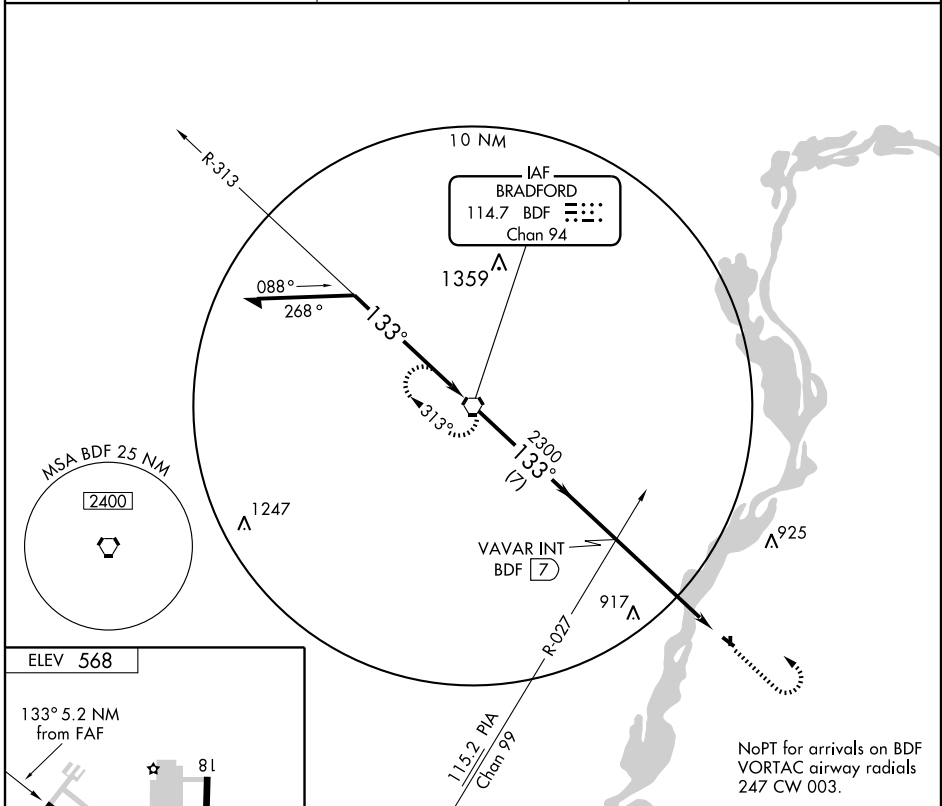 10 NM
R-313
IAF
BRADFORD
114.7 BDF
Chan 94
1359
088°
268°
133°
313°
2300
133°
(7)
MSA BDF 25 NM
2400
1247
VAVAR INT
BDF 7
925
917
R-027
115.2 PIA
Chan 99
ELEV 568
133° 5.2 NM
from FAF
18
NoPT for arrivals on BDF
VORTAC airway radials
247 CW 003.